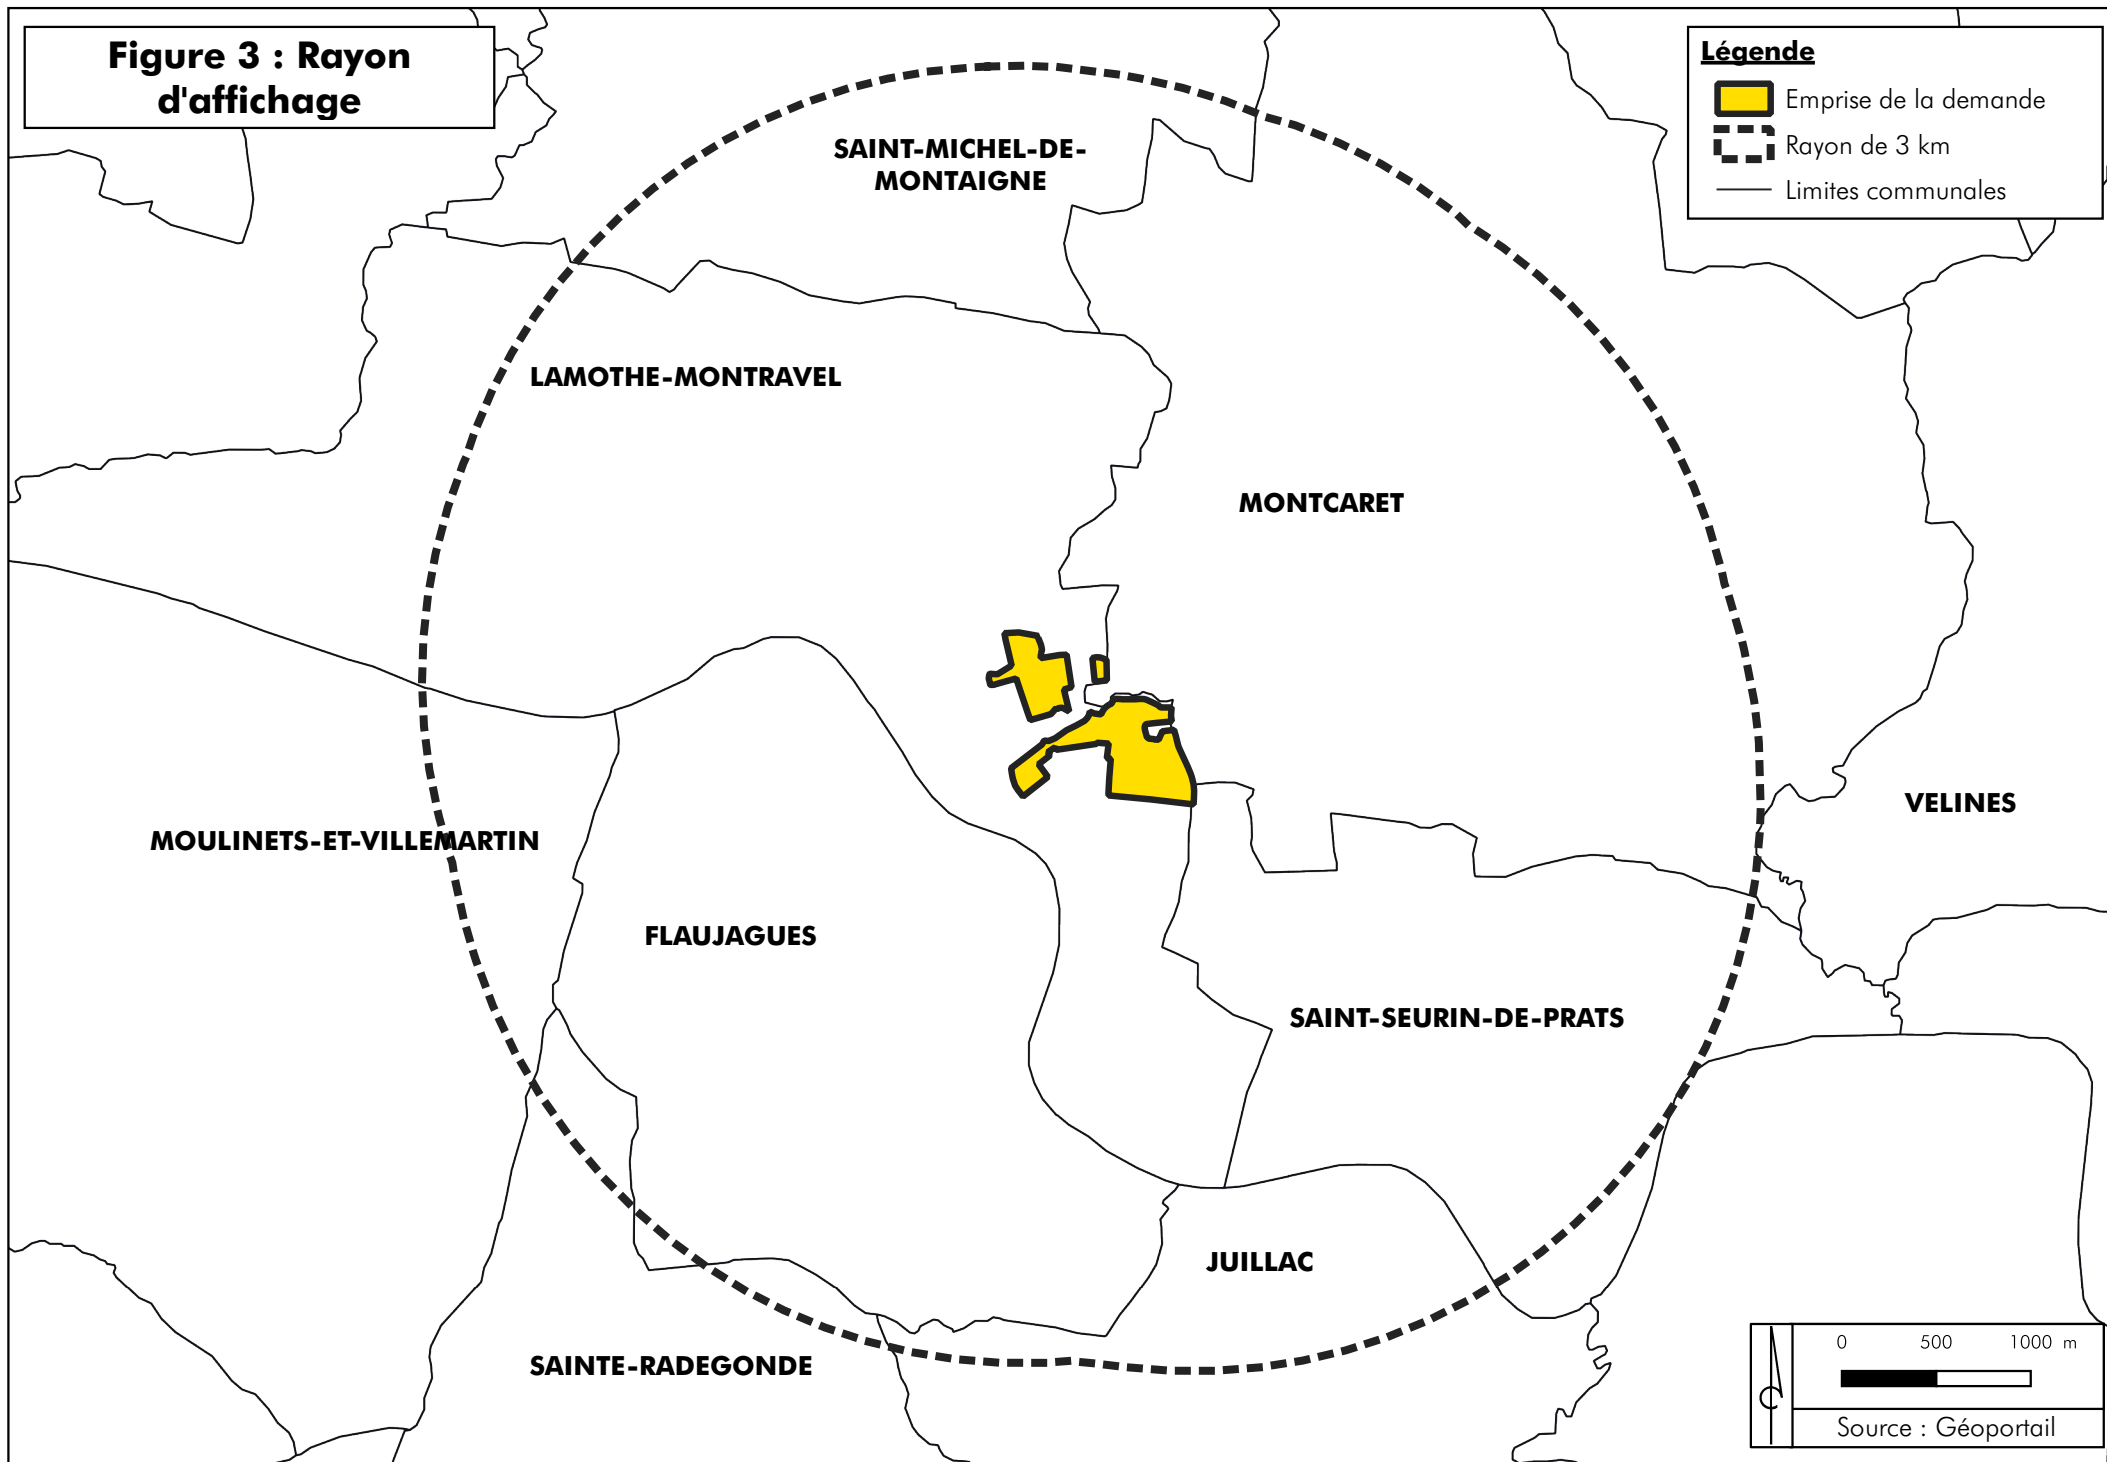 Figure 3 : Rayon
d'affichage
Légende
Emprise de la demande
Rayon de 3 km
Limites communales
SAINT-MICHEL-DE-
MONTAIGNE
LAMOTHE-MONTRAVEL
MONTCARET
VELINES
MOULINETS-ET-VILLEMARTIN
FLAUJAGUES
SAINT-SEURIN-DE-PRATS
JUILLAC
SAINTE-RADEGONDE
0 500 1000 m
Source : Géoportail